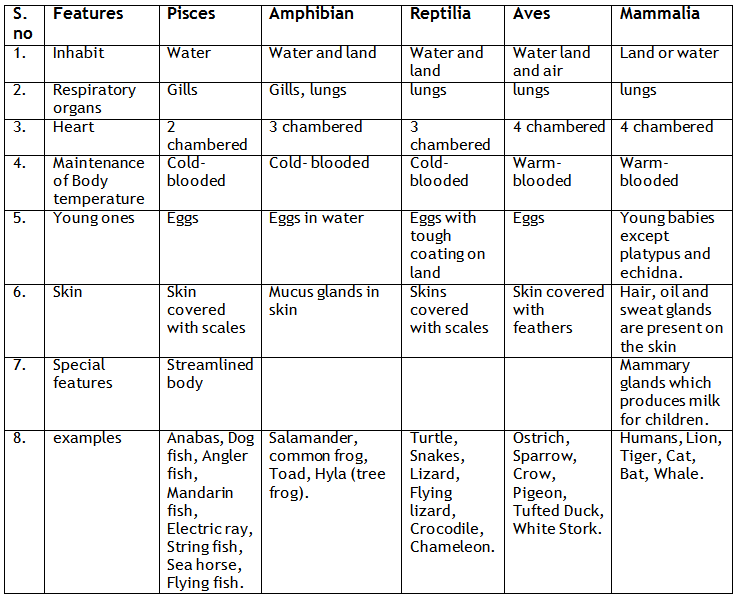 S. no
Features
Pisces
Amphibian
Reptilia
Aves
Mammalia
1.
Inhabit
Water
Water and land
Water and
land
Water land
and air
Land or water
2.
Respiratory
organs
Gills
Gills, lungs
lungs
lungs
lungs
3.
Heart
2
chambered
3 chambered
3
chambered
4 chambered
4 chambered
4.
Maintenance
of Body
temperature
Cold-
blooded
Cold- blooded
Cold-
blooded
Warm-
blooded
Warm-
blooded
5.
Young ones
Eggs
Eggs in water
Eggs with
tough
coating on
land
Eggs
Young babies
except
platypus and
echidna.
6.
Skin
Skin
covered
with scales
Mucus glands in
skin
Skins
covered
with scales
Skin covered
with
feathers
Hair, oil and
sweat glands
are present on
the skin
7.
Special
features
Streamlined
body
Mammary
glands which
produces milk
for children.
8.
examples
Anabas, Dog
fish, Angler
fish,
Mandarin
fish,
Electric ray,
String fish,
Sea horse,
Flying fish.
Salamander,
common frog,
Toad, Hyla (tree
frog).
Turtle,
Snakes,
Lizard,
Flying
lizard,
Crocodile,
Chameleon.
Ostrich,
Sparrow,
Crow,
Pigeon,
Tufted Duck,
White Stork.
Humans, Lion,
Tiger, Cat,
Bat, Whale.